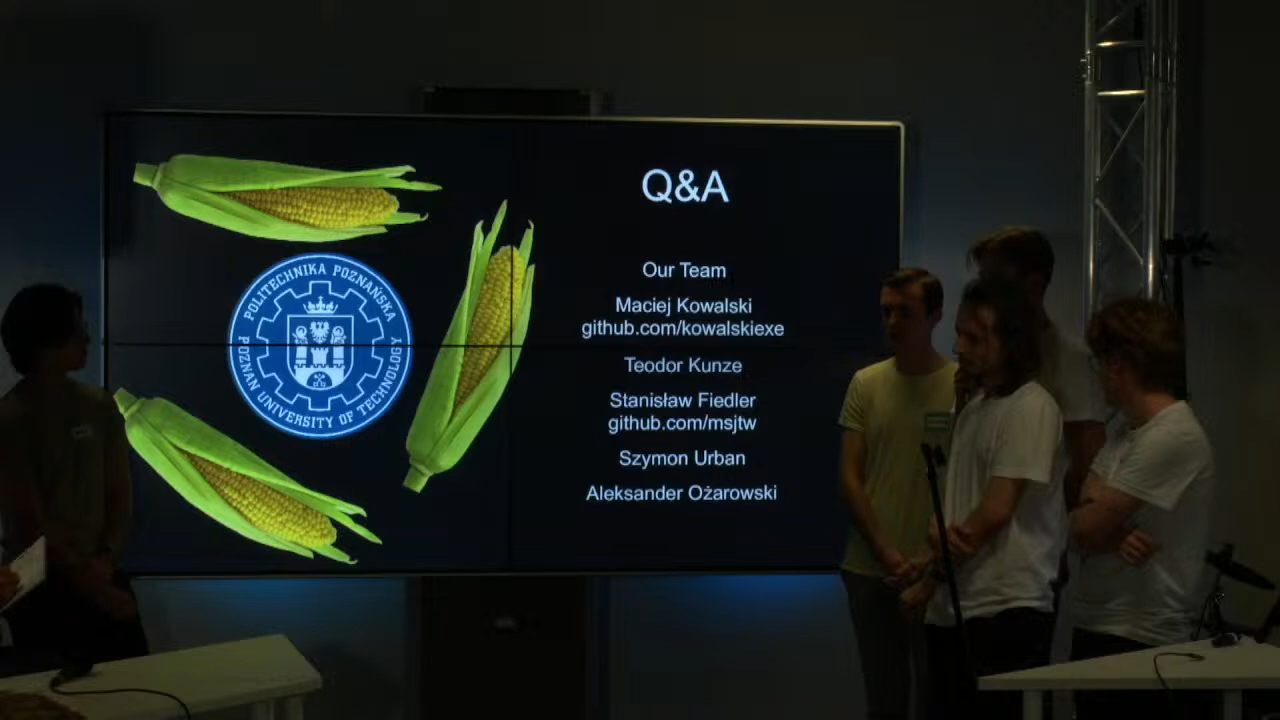 POLITECHNIKA POZNAŃSKA
POZNAN UNIVERSITY OF TECHNOLOGY
Q&A
Our Team
Maciej Kowalski
github.com/kowalskiexe
Teodor Kunze
Stanisław Fiedler
github.com/msjtw
Szymon Urban
Aleksander Ożarowski